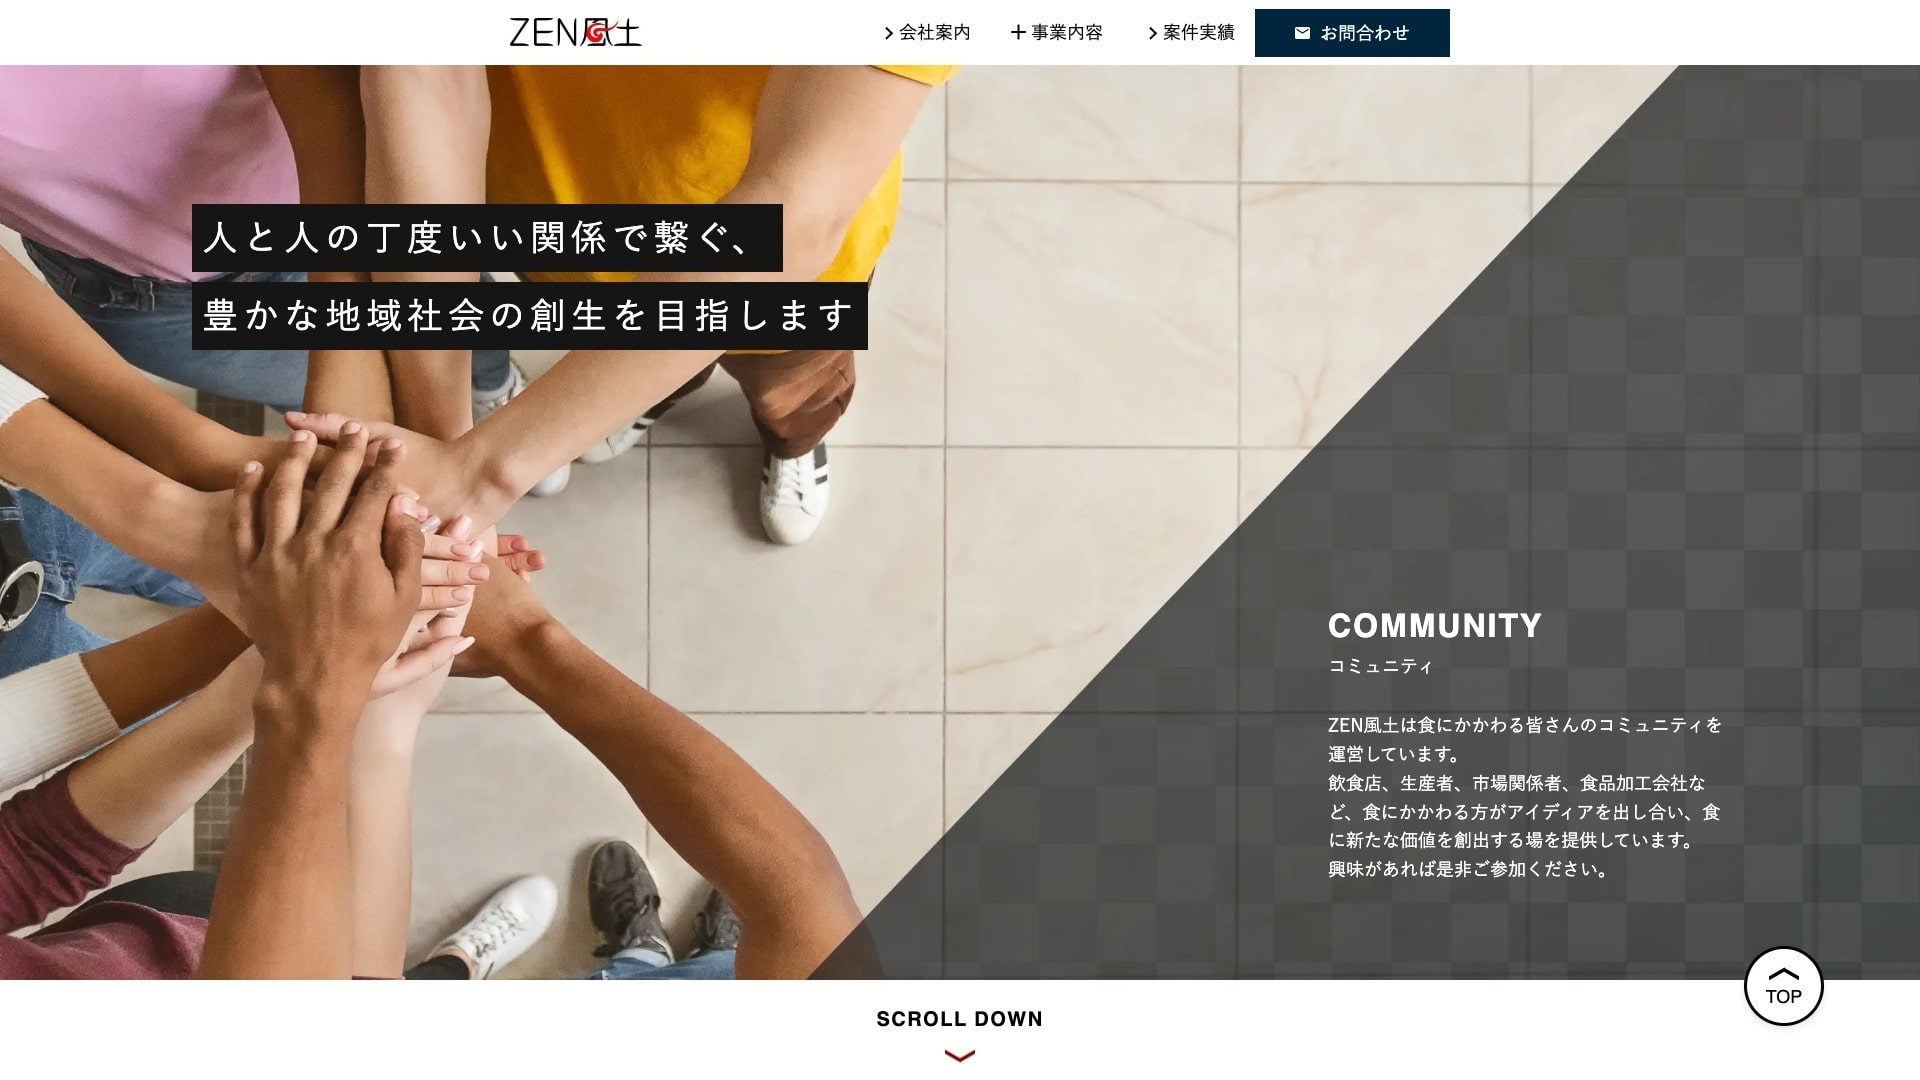 ZEN風土
会社案内
事業内容
案件実績
お問合わせ
人と人の丁度いい関係で繋ぐ、
豊かな地域社会の創生を目指します
COMMUNITY
コミュニティ
ZEN風土は食にかかわる皆さんのコミュニティを
運営しています。
飲食店、生産者、市場関係者、食品加工会社な
ど、食にかかわる方がアイディアを出し合い、食
に新たな価値を創出する場を提供しています。
興味があれば是非ご参加ください。
TOP
SCROLL DOWN